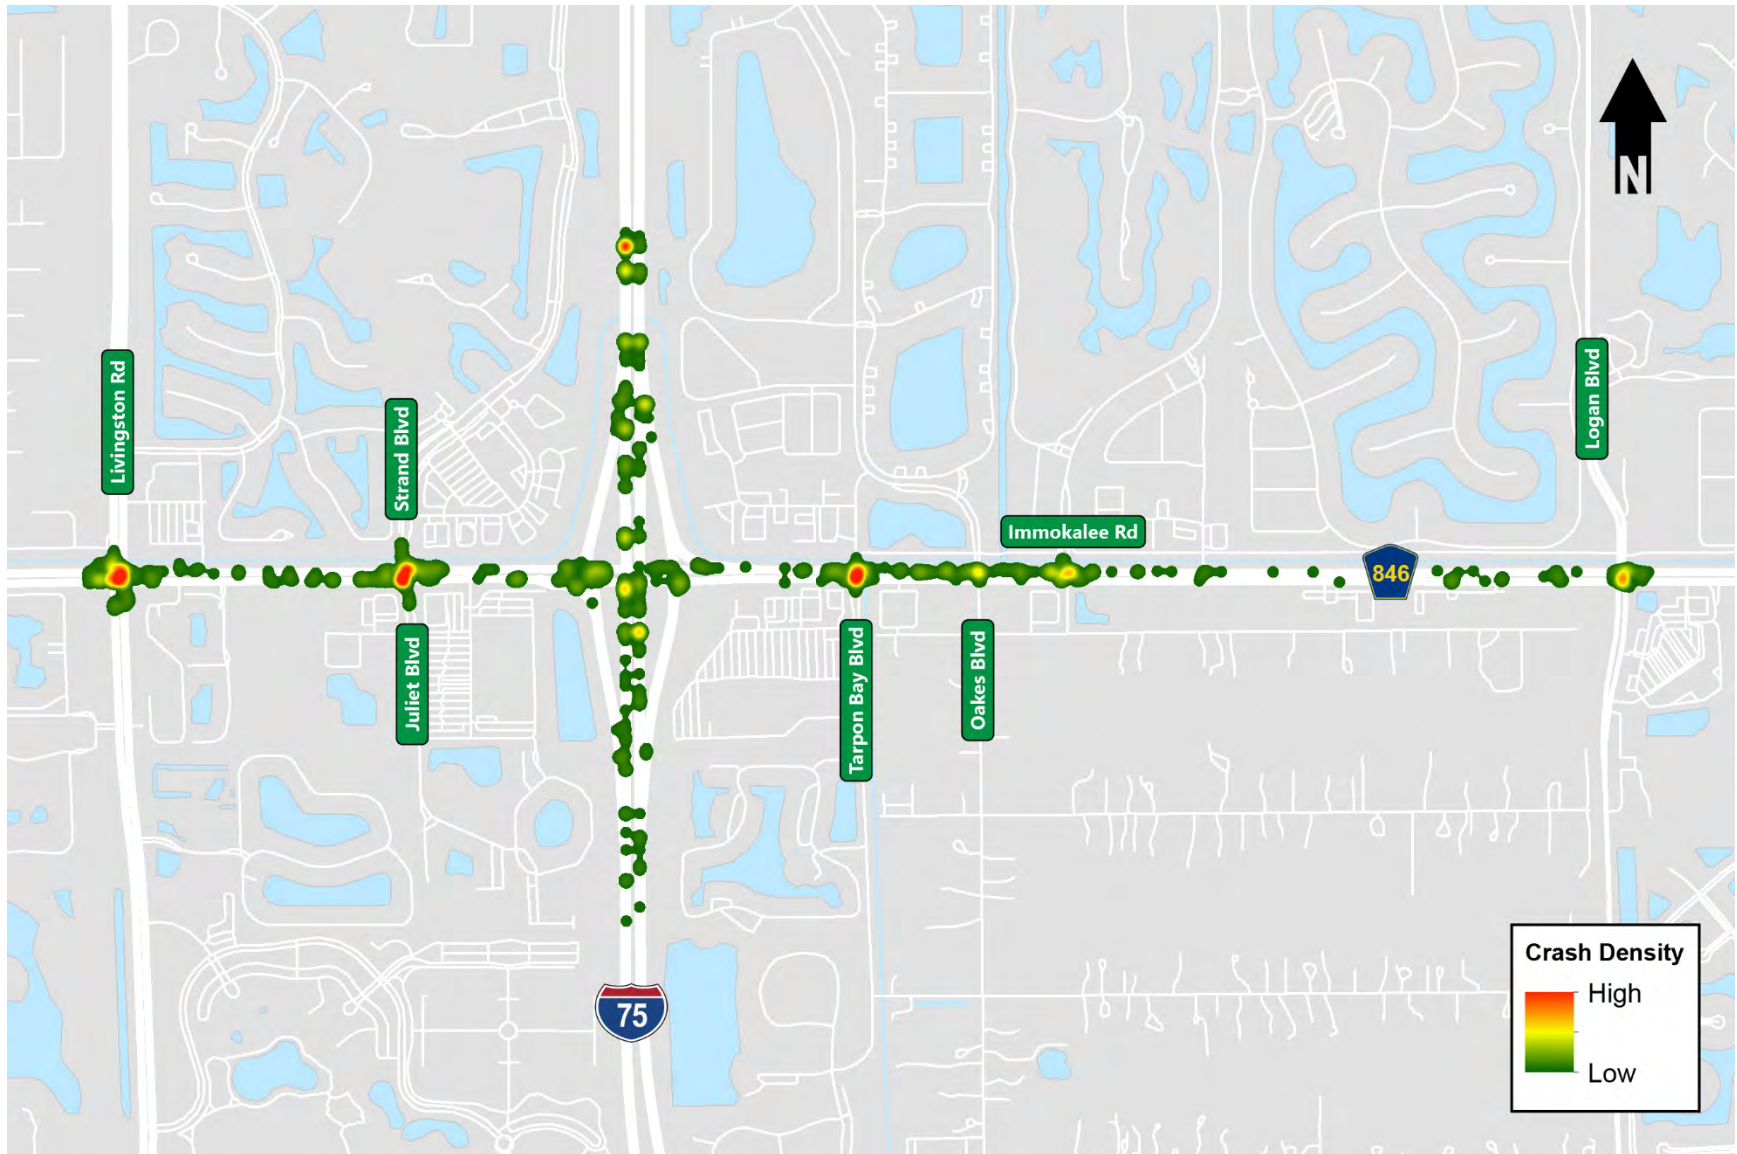 N
Livingston Rd
Strand Blvd
Logan Blvd
Immokalee Rd
846
Juliet Blvd
Tarpon Bay Blvd
Oakes Blvd
75
Crash Density
High
Low